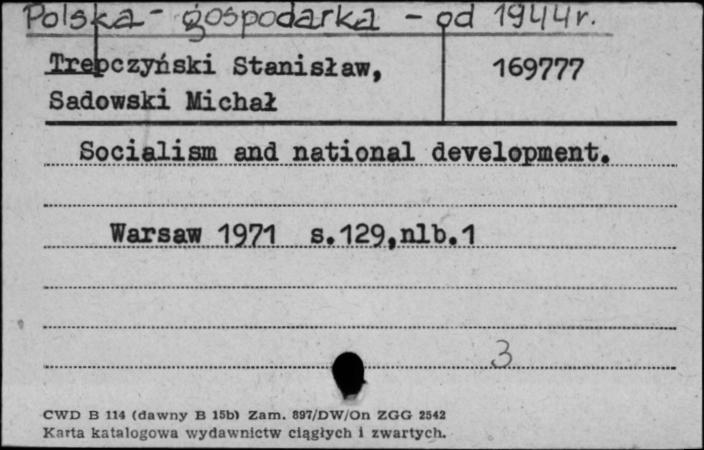 Polska - gospodarka - od 1944r.
Trepczyński Stanisław, 169777
Sadowski Michał
Socialism and national development.
Warsaw 1971 s.129,nlb.1
3
CWD B 114 (dawny B 15b) Zam. 897/DW/On ZGG 2542
Karta katalogowa wydawnictw ciągłych i zwartych.